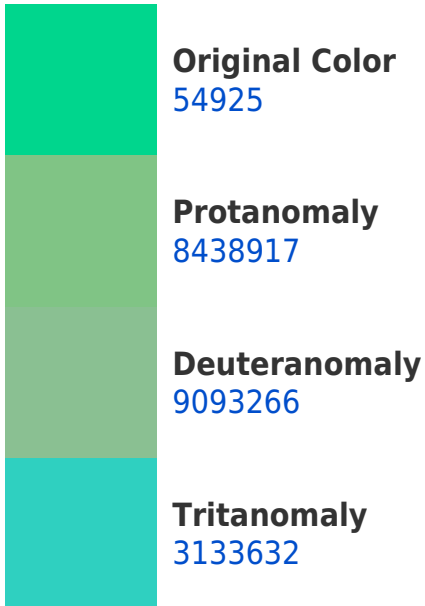 Original Color
54925
Protanomaly
8438917
Deuteranomaly
9093266
Tritanomaly
3133632